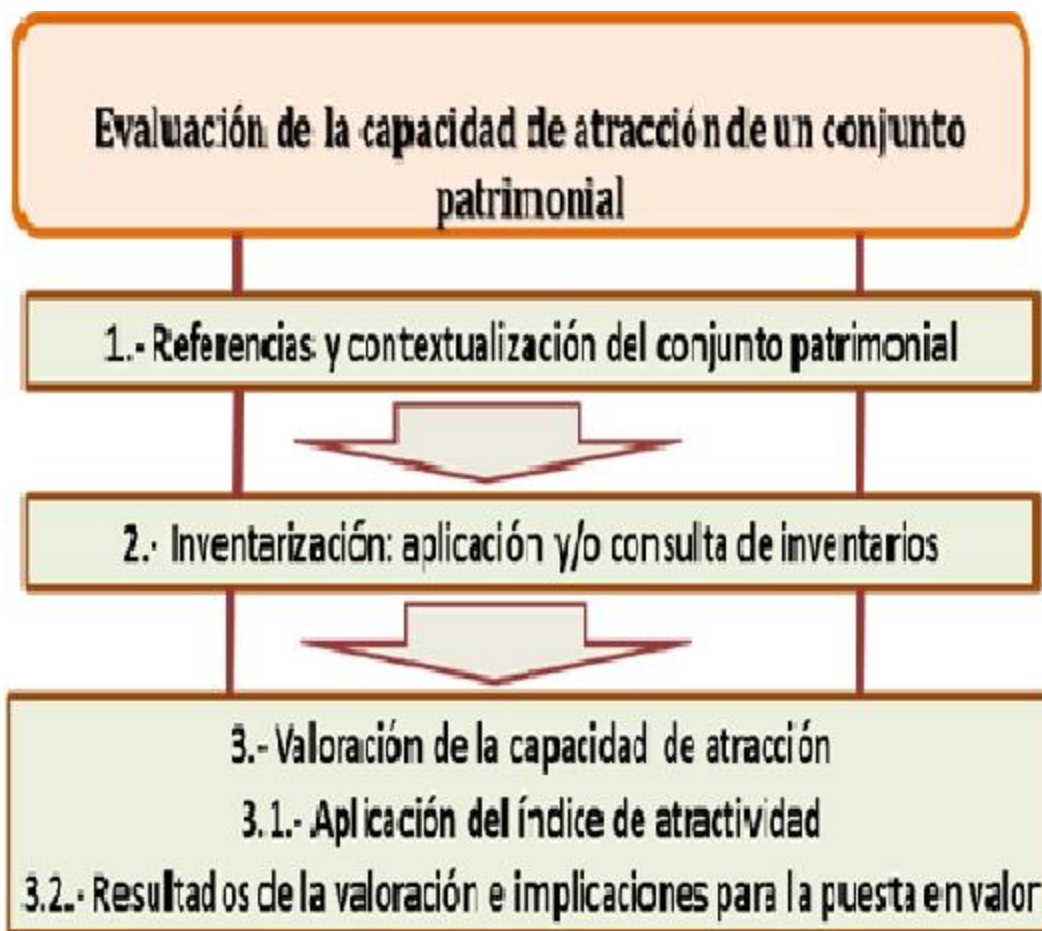 Evaluación de la capacidad de atracción de un conjunto
patrimonial
1.- Referencias y contextualización del conjunto patrimonial
2.- Inventarización: aplicación y/o consulta de inventarios
3.- Valoración de la capacidad de atracción
3.1.- Aplicación del índice de atractividad
3.2.- Resultados de la valoración e implicaciones para la puesta en valor